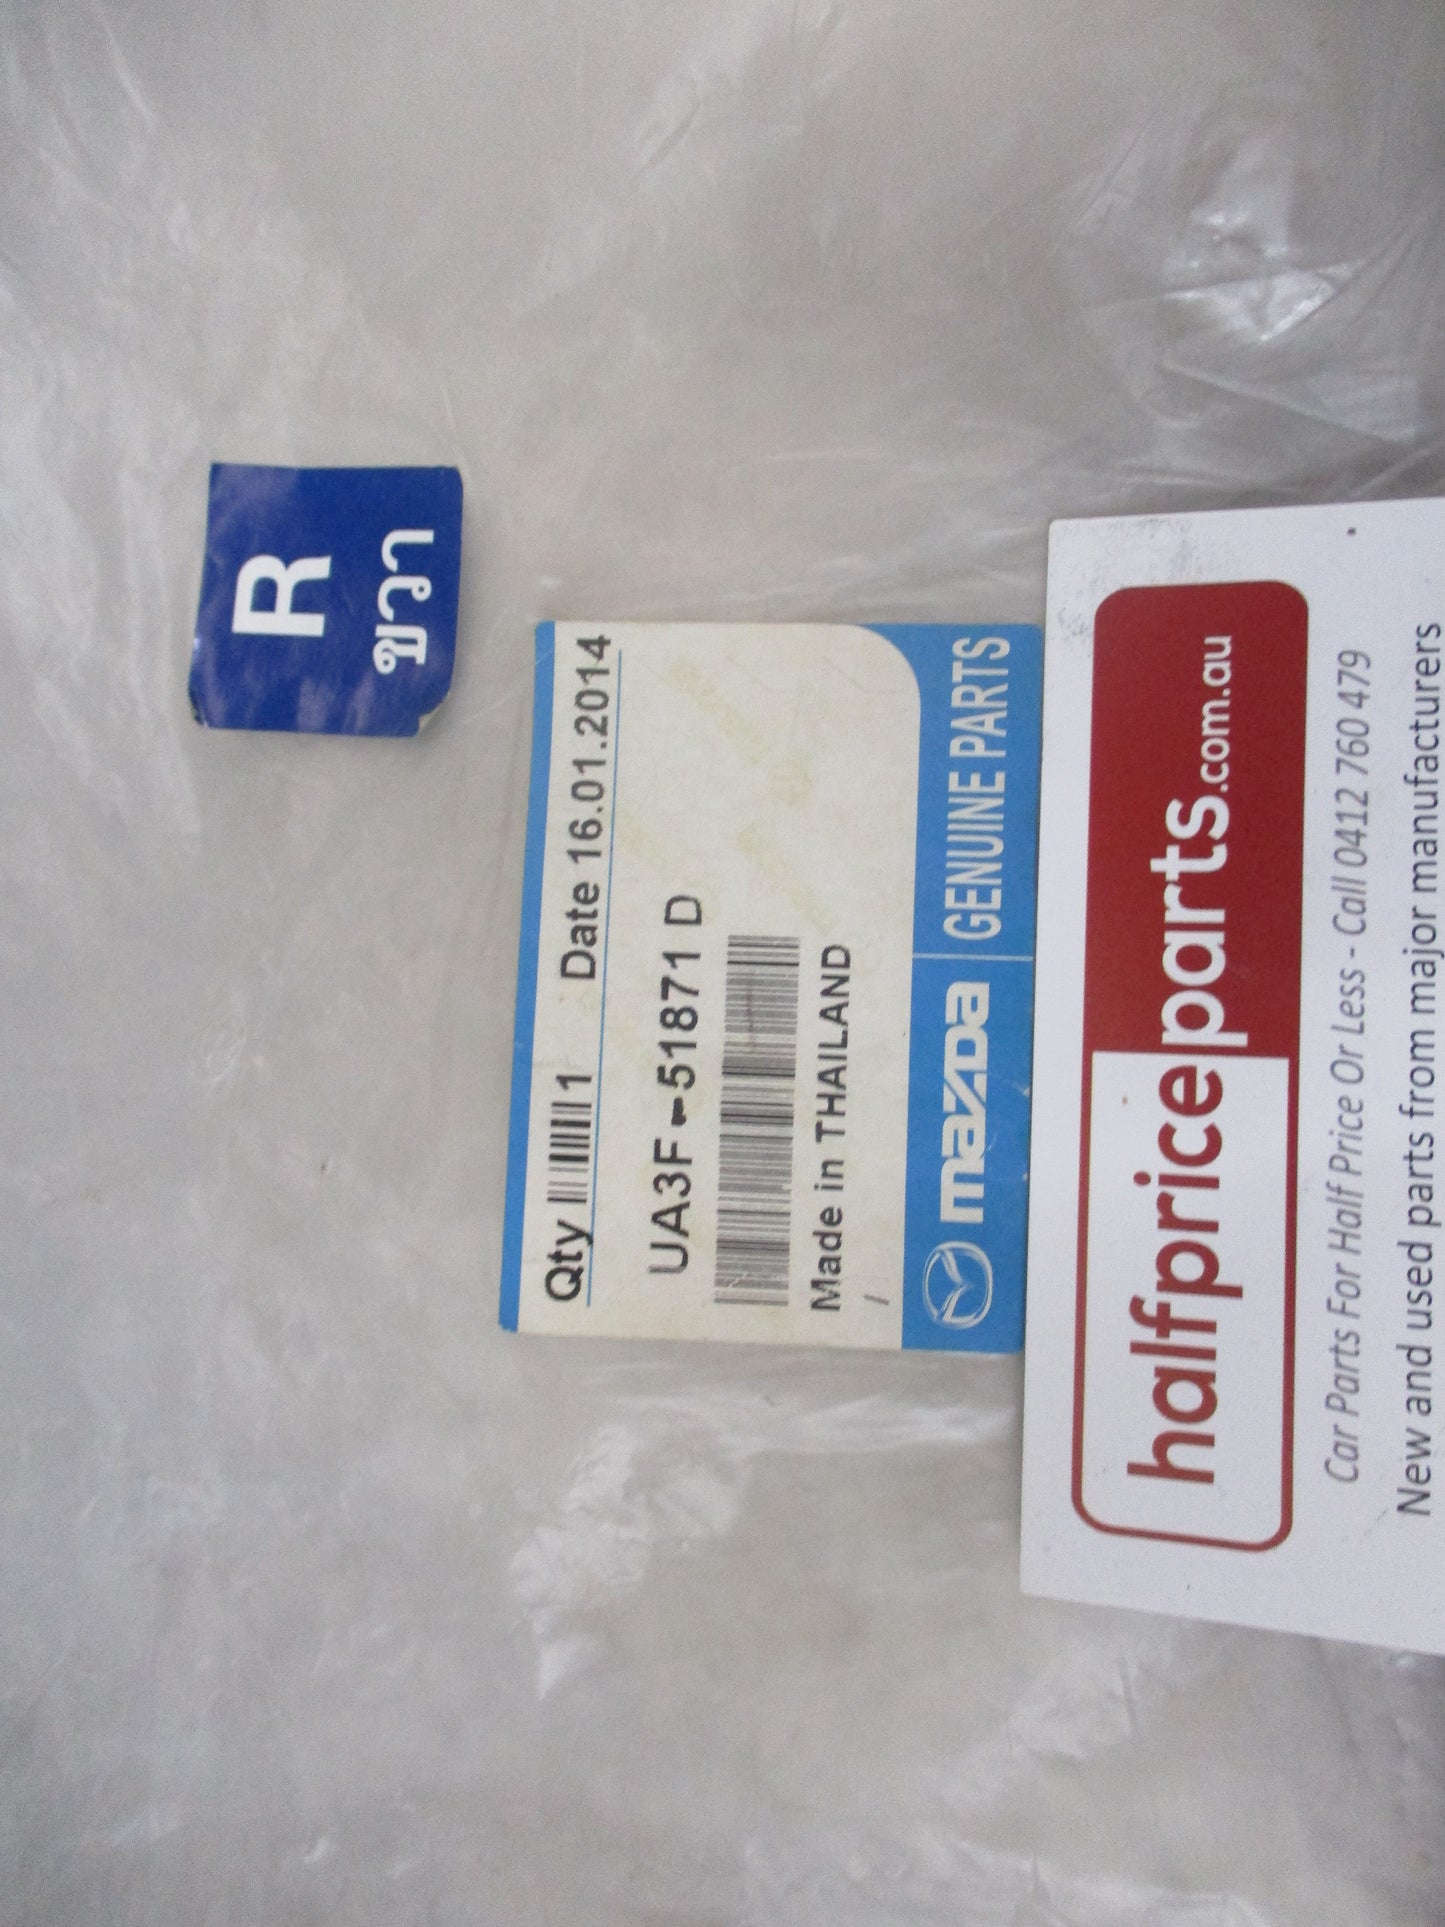 R
ขวา
Qty 1 Date 16.01.2014
UA3F-51871 D
Made in THAILAND
mazda GENUINE PARTS
halfpriceparts.com.au
Car Parts For Half Price Or Less - Call 0412 760 479
New and used parts from major manufacturers